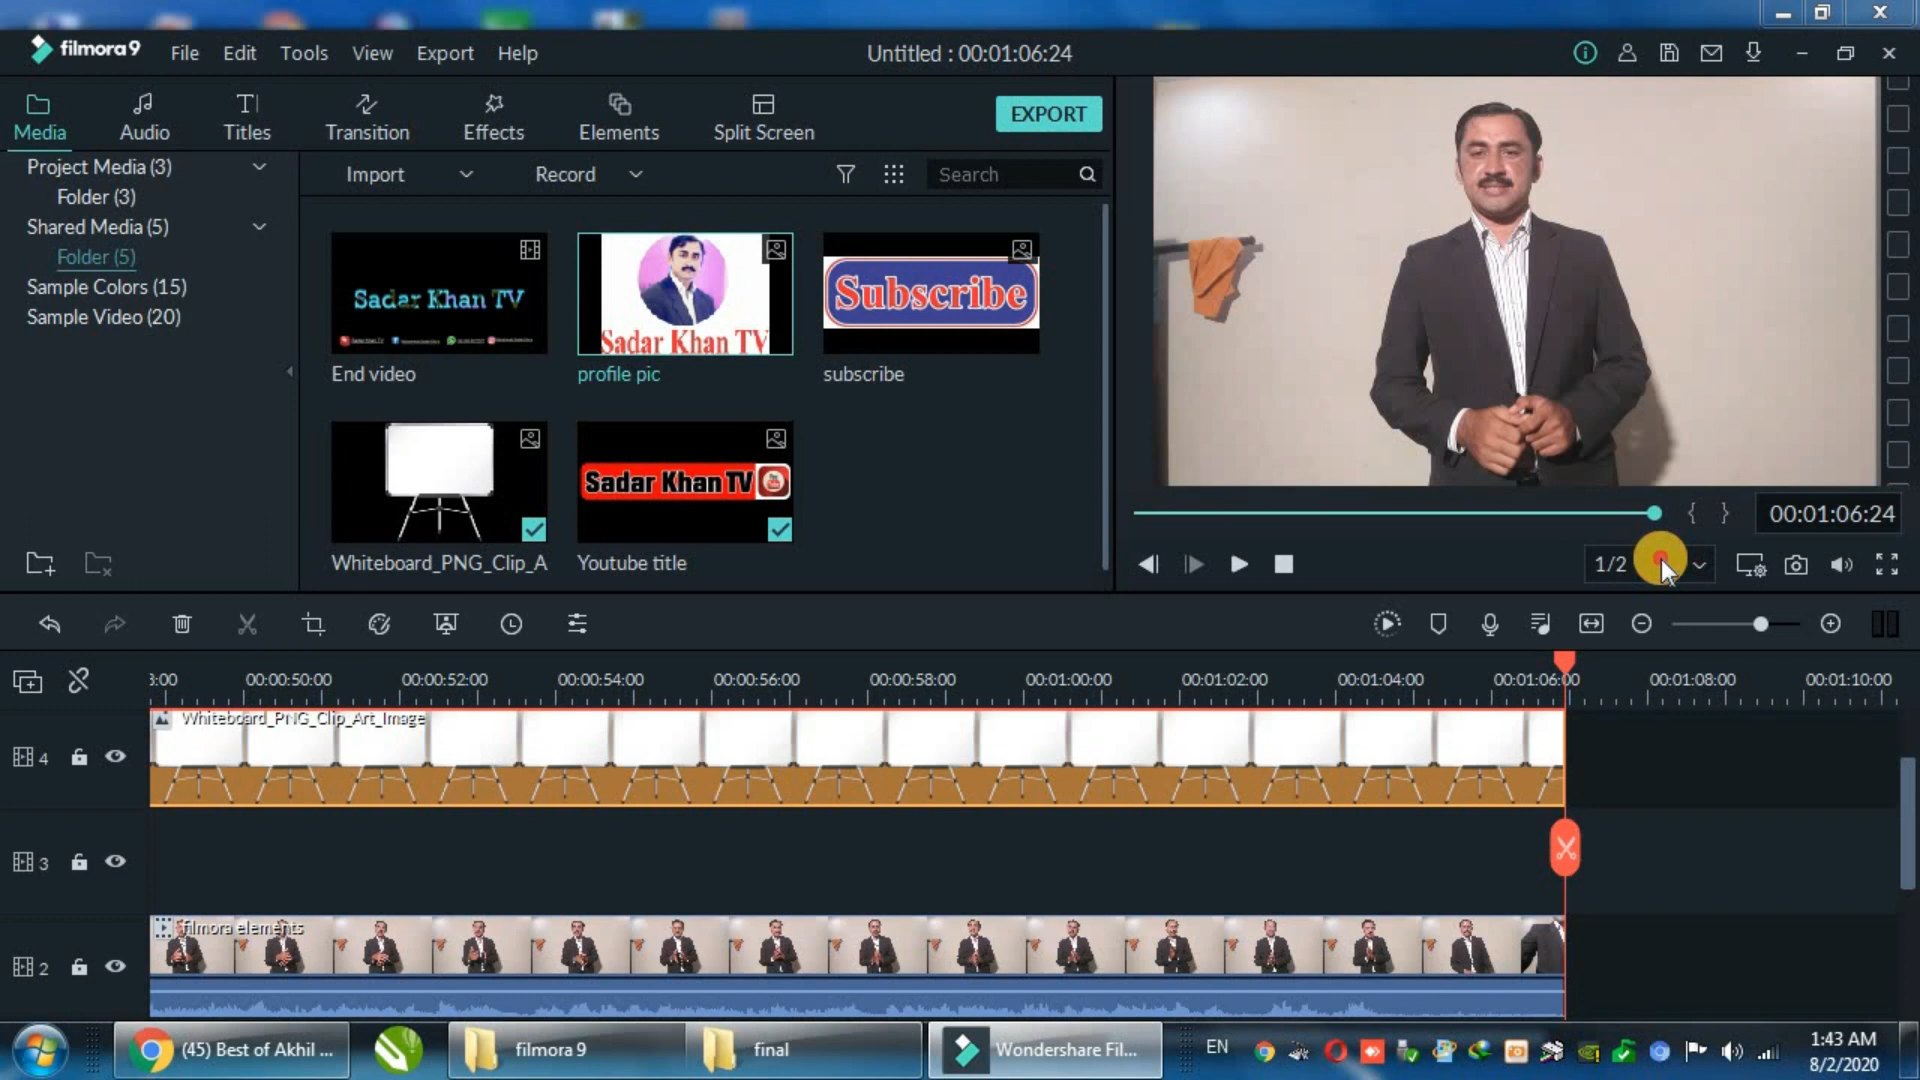 filmora9 File Edit Tools View Export Help Untitled : 00:01:06:24
Media Audio Titles Transition Effects Elements Split Screen EXPORT
Project Media (3) Import Record Search
Folder (3)
Shared Media (5)
Folder (5)
Sample Colors (15)
Sample Video (20)
Sadar Khan TV
Sadar Khan TV
Subscribe
End video profile pic subscribe
Sadar Khan TV
Whiteboard_PNG_Clip_A Youtube title
00:01:06:24
1/2
3:00 00:00:50:00 00:00:52:00 00:00:54:00 00:00:56:00 00:00:58:00 00:01:00:00 00:01:02:00 00:01:04:00 00:01:06:00 00:01:08:00 00:01:10:00
Whiteboard_PNG_Clip_Art_Image
4
3
filmora elements
2
(45) Best of Akhil ... filmora 9 final Wondershare Fil... EN 1:43 AM
8/2/2020